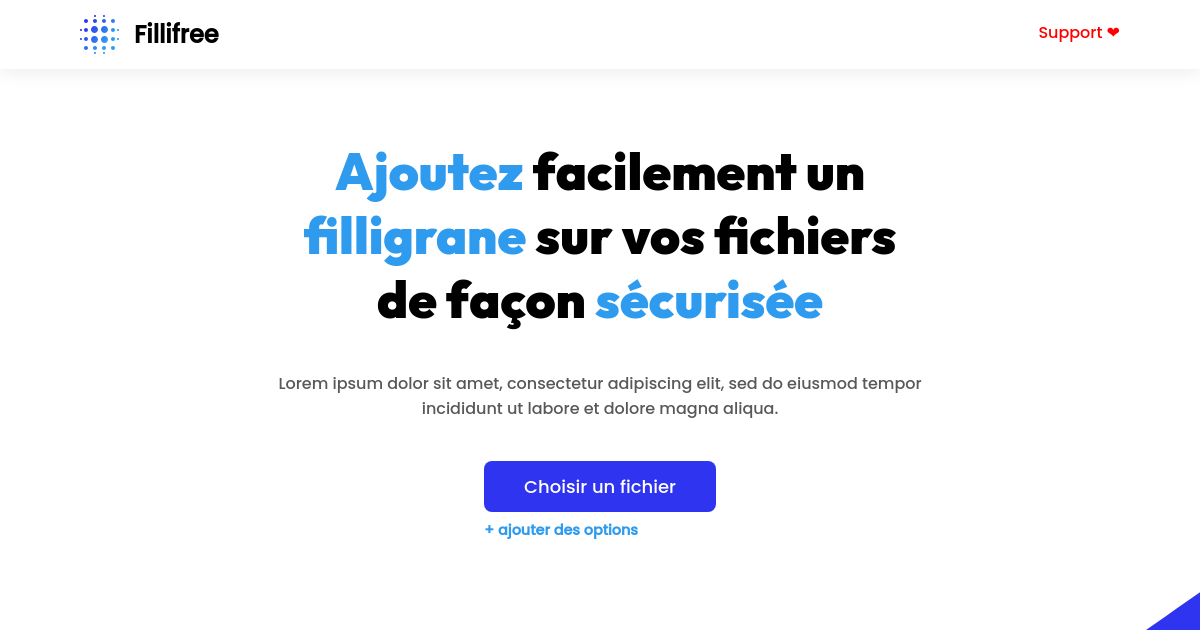 Fillifree
Support ❤
Ajoutez facilement un
filligrane sur vos fichiers
de façon sécurisée
Lorem ipsum dolor sit amet, consectetur adipiscing elit, sed do eiusmod tempor
incididunt ut labore et dolore magna aliqua.
Choisir un fichier
+ ajouter des options